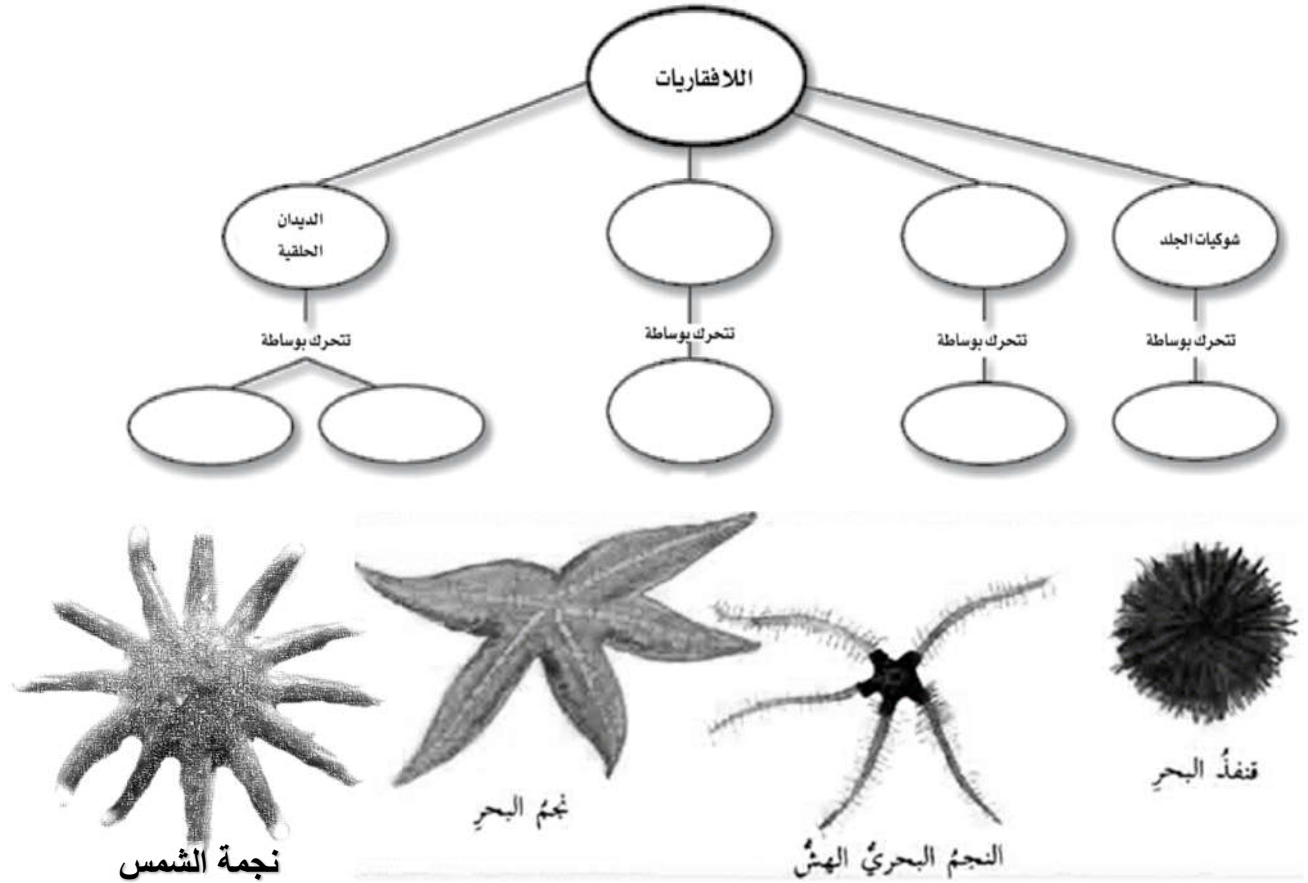 اللافقاريات
شوكيات الجلد
الديدان
الحلقية
تتحرك بوساطة
تتحرك بوساطة
تتحرك بوساطة
تتحرك بوساطة
قنفذُ البحرِ
نجمُ البحرِ
النجمُ البحريُّ الهشُّ
نجمة الشمس